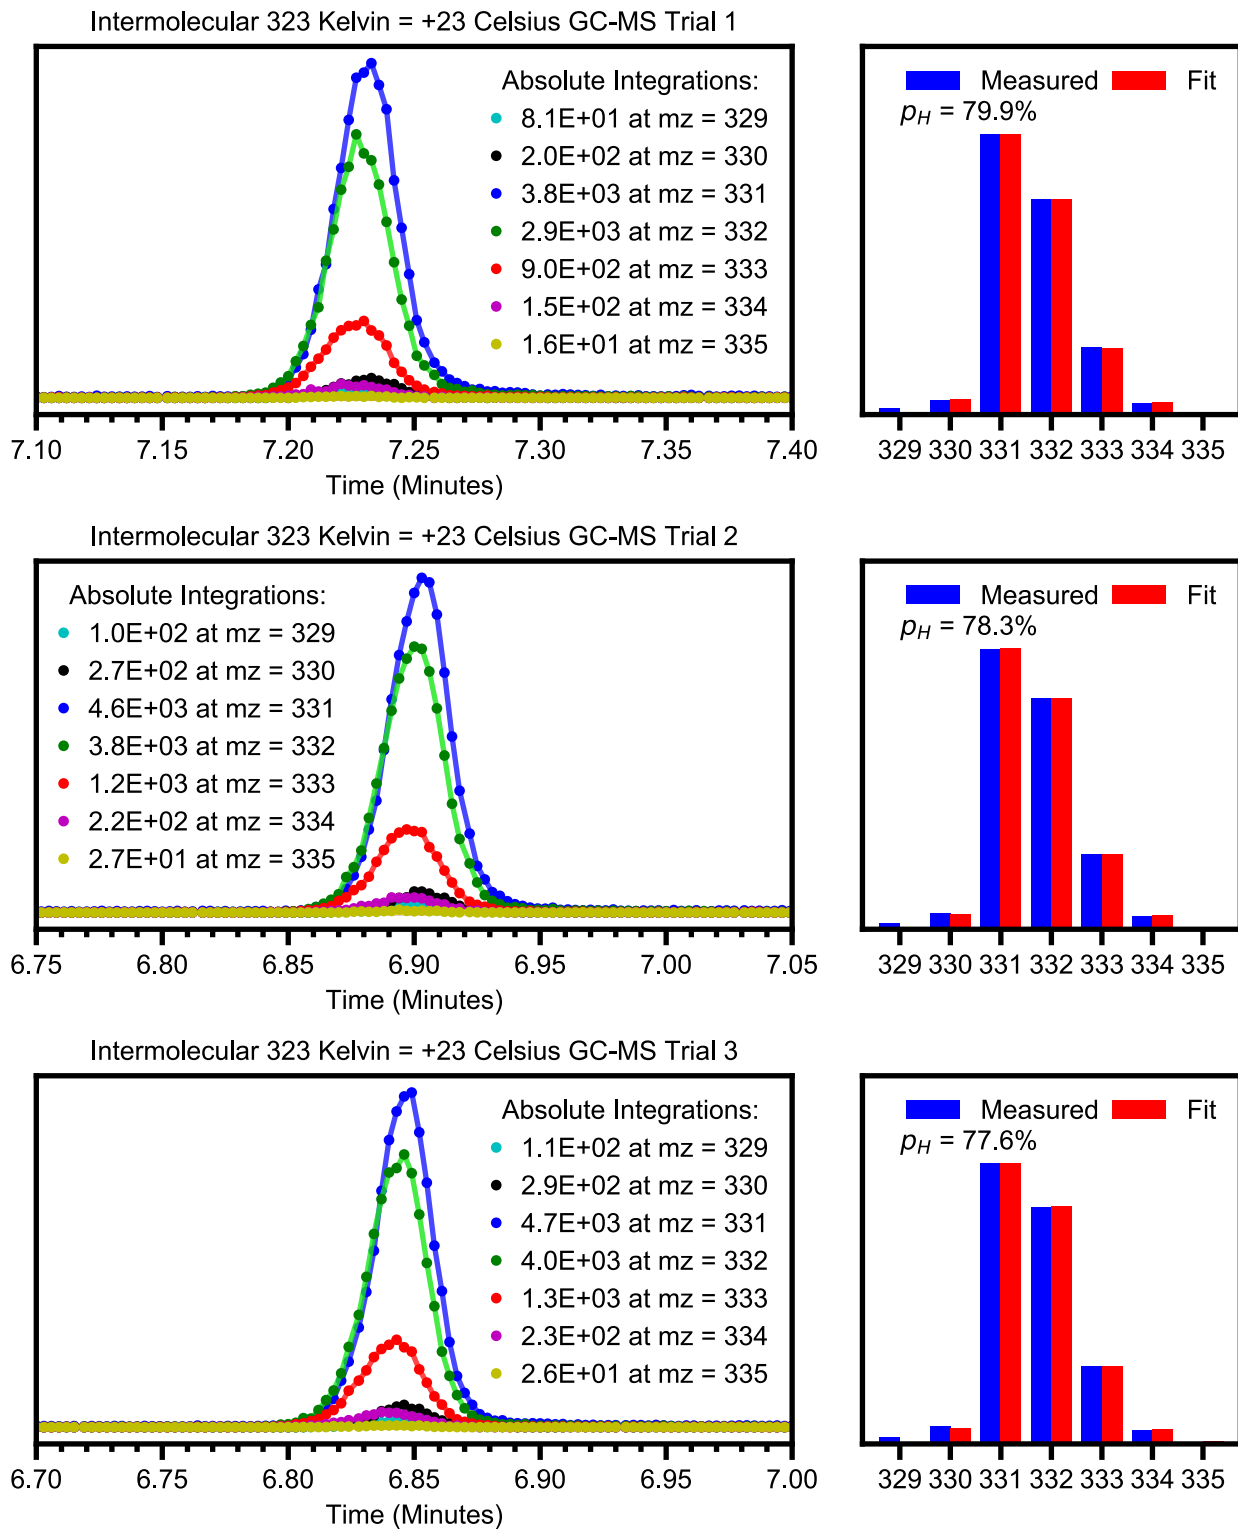 Intermolecular 323 Kelvin = +23 Celsius GC-MS Trial 1
Absolute Integrations:
8.1E+01 at mz = 329
2.0E+02 at mz = 330
3.8E+03 at mz = 331
2.9E+03 at mz = 332
9.0E+02 at mz = 333
1.5E+02 at mz = 334
1.6E+01 at mz = 335
7.10 7.15 7.20 7.25 7.30 7.35 7.40
Time (Minutes)
Measured Fit
pH = 79.9%
329 330 331 332 333 334 335
Intermolecular 323 Kelvin = +23 Celsius GC-MS Trial 2
Absolute Integrations:
1.0E+02 at mz = 329
2.7E+02 at mz = 330
4.6E+03 at mz = 331
3.8E+03 at mz = 332
1.2E+03 at mz = 333
2.2E+02 at mz = 334
2.7E+01 at mz = 335
6.75 6.80 6.85 6.90 6.95 7.00 7.05
Time (Minutes)
Measured Fit
pH = 78.3%
329 330 331 332 333 334 335
Intermolecular 323 Kelvin = +23 Celsius GC-MS Trial 3
Absolute Integrations:
1.1E+02 at mz = 329
2.9E+02 at mz = 330
4.7E+03 at mz = 331
4.0E+03 at mz = 332
1.3E+03 at mz = 333
2.3E+02 at mz = 334
2.6E+01 at mz = 335
6.70 6.75 6.80 6.85 6.90 6.95 7.00
Time (Minutes)
Measured Fit
pH = 77.6%
329 330 331 332 333 334 335